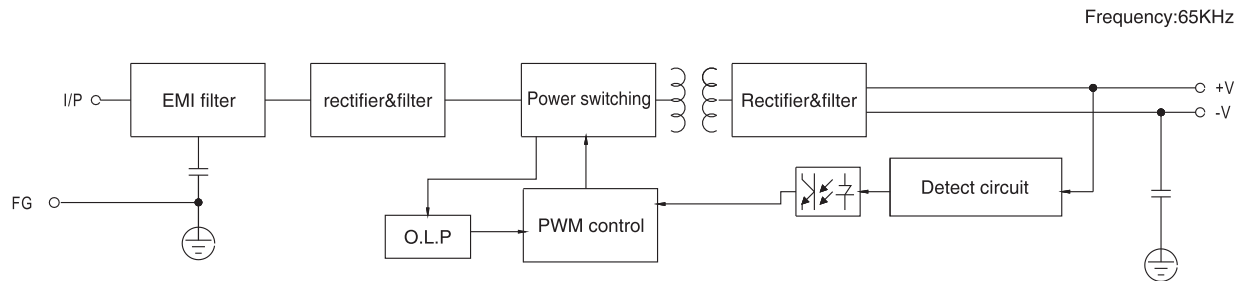 Frequency:65KHz
I/P
EMI filter
rectifier&filter
Power switching
Rectifier&filter
+V
-V
FG
O.L.P
PWM control
Detect circuit